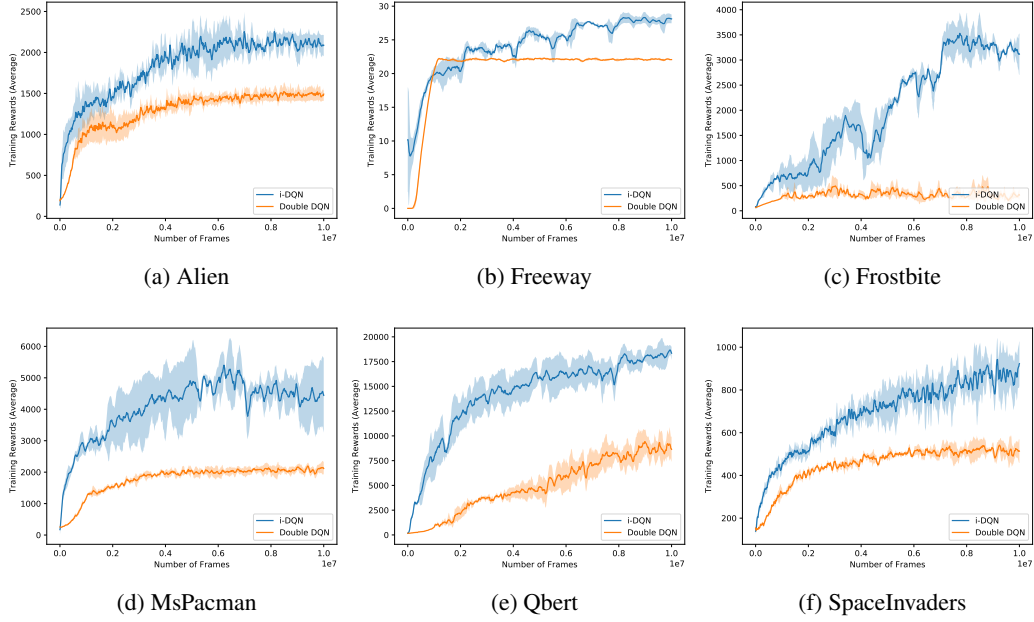 Training Rewards (Average)
2500
2000
1500
1000
500
0
i-DQN
Double DQN
0.0 0.2 0.4 0.6 0.8 1.0
Number of Frames
1e7
(a) Alien
Training Rewards (Average)
30
25
20
15
10
5
0
i-DQN
Double DQN
0.0 0.2 0.4 0.6 0.8 1.0
Number of Frames
1e7
(b) Freeway
Training Rewards (Average)
4000
3500
3000
2500
2000
1500
1000
500
0
i-DQN
Double DQN
0.0 0.2 0.4 0.6 0.8 1.0
Number of Frames
1e7
(c) Frostbite
Training Rewards (Average)
6000
5000
4000
3000
2000
1000
0
i-DQN
Double DQN
0.0 0.2 0.4 0.6 0.8 1.0
Number of Frames
1e7
(d) MsPacman
Training Rewards (Average)
20000
17500
15000
12500
10000
7500
5000
2500
0
i-DQN
Double DQN
0.0 0.2 0.4 0.6 0.8 1.0
Number of Frames
1e7
(e) Qbert
Training Rewards (Average)
1000
800
600
400
200
i-DQN
Double DQN
0.0 0.2 0.4 0.6 0.8 1.0
Number of Frames
1e7
(f) SpaceInvaders